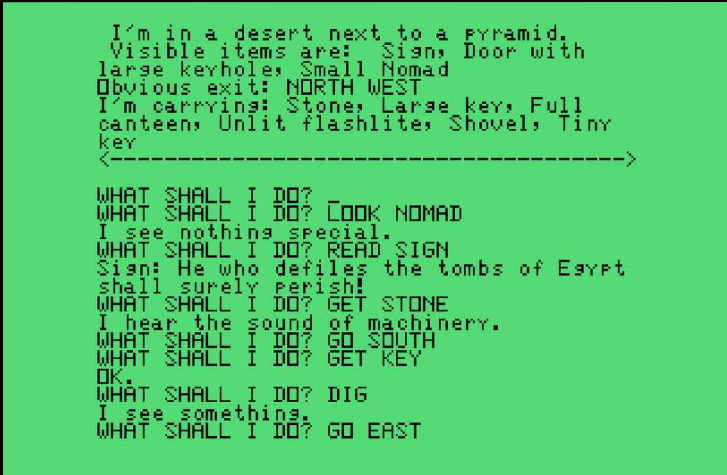 I'm in a desert next to a pyramid.
Visible items are: Sign, Door with
large keyhole, Small Nomad
Obvious exit: NORTH WEST
I'm carrying: Stone, Large key, Full
canteen, Unlit flashlite, Shovel, Tiny
key
<------------------------------------->
WHAT SHALL I DO? _
WHAT SHALL I DO? LOOK NOMAD
I see nothing special.
WHAT SHALL I DO? READ SIGN
Sign: He who defiles the tombs of Egypt
shall surely perish!
WHAT SHALL I DO? GET STONE
I hear the sound of machinery.
WHAT SHALL I DO? GO SOUTH
WHAT SHALL I DO? GET KEY
OK.
WHAT SHALL I DO? DIG
I see something.
WHAT SHALL I DO? GO EAST